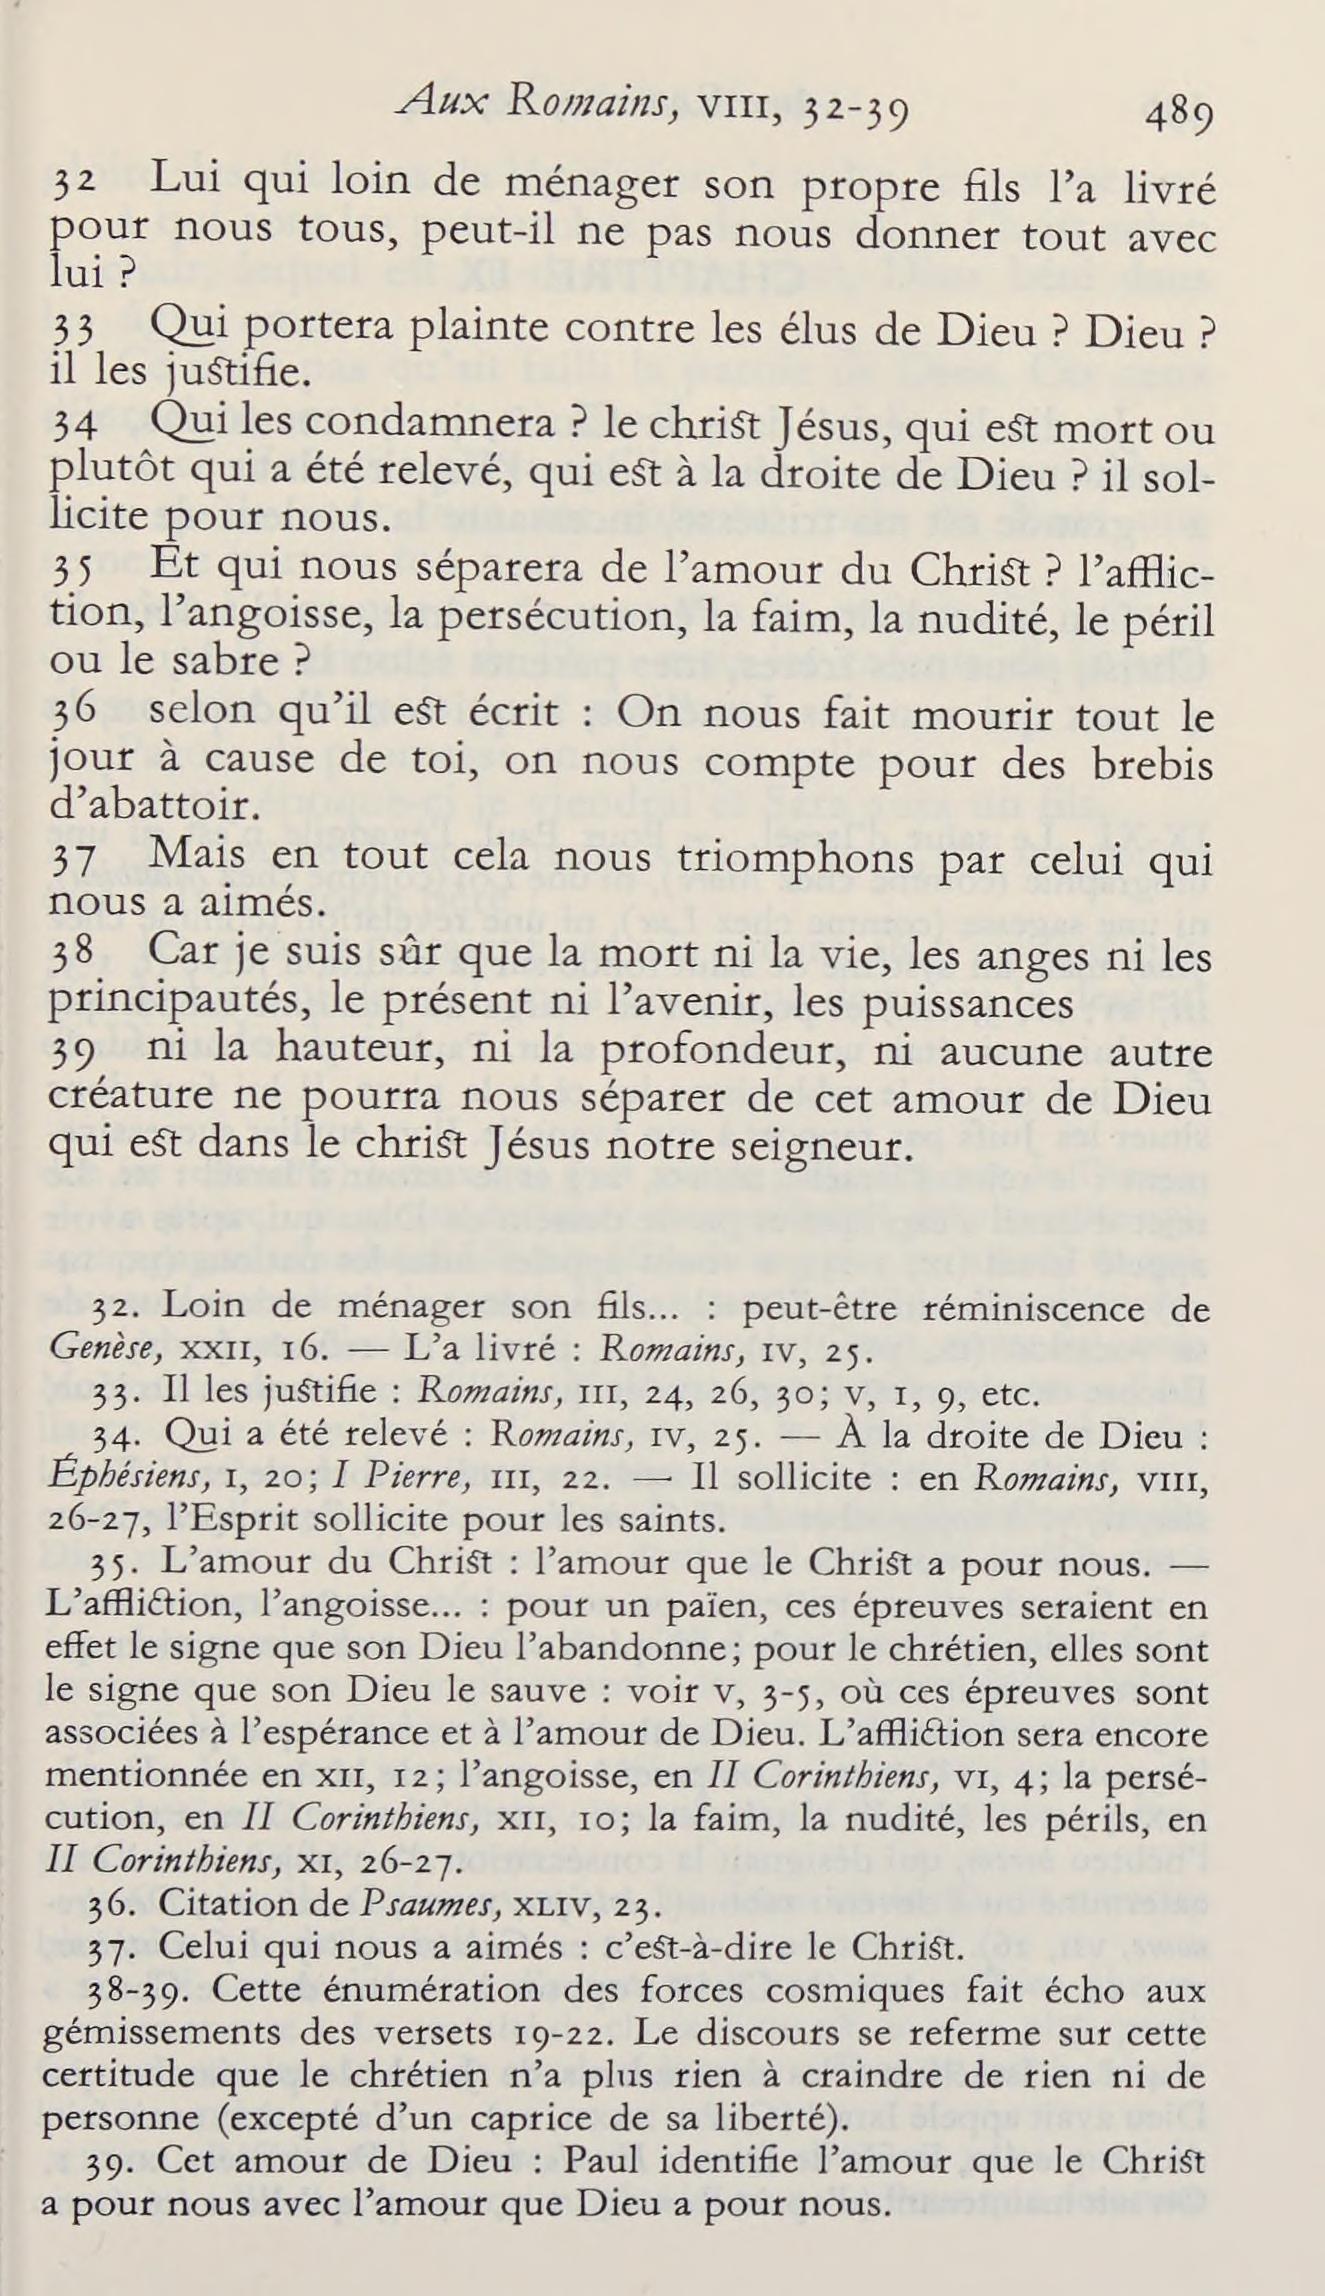 Aux Romains, VIII, 32-39 489
32 Lui qui loin de ménager son propre fils l’a livré
pour nous tous, peut-il ne pas nous donner tout avec
lui ?
33 Qui portera plainte contre les élus de Dieu ? Dieu ?
il les justifie.
34 Qui les condamnera ? le christ Jésus, qui est mort ou
plutôt qui a été relevé, qui est à la droite de Dieu ? il sol-
licite pour nous.
35 Et qui nous séparera de l’amour du Christ ? l’afflic-
tion, l’angoisse, la persécution, la faim, la nudité, le péril
ou le sabre ?
36 selon qu’il est écrit : On nous fait mourir tout le
jour à cause de toi, on nous compte pour des brebis
d’abattoir.
37 Mais en tout cela nous triomphons par celui qui
nous a aimés.
38 Car je suis sûr que la mort ni la vie, les anges ni les
principautés, le présent ni l’avenir, les puissances
39 ni la hauteur, ni la profondeur, ni aucune autre
créature ne pourra nous séparer de cet amour de Dieu
qui est dans le christ Jésus notre seigneur.
32. Loin de ménager son fils... : peut-être réminiscence de
Genèse, XXII, 16. — L’a livré : Romains, IV, 25.
33. Il les justifie : Romains, III, 24, 26, 30; V, 1, 9, etc.
34. Qui a été relevé : Romains, IV, 25. — À la droite de Dieu :
Éphésiens, I, 20; I Pierre, III, 22. — Il sollicite : en Romains, VIII,
26-27, l’Esprit sollicite pour les saints.
35. L’amour du Christ : l’amour que le Christ a pour nous. —
L’affliction, l’angoisse... : pour un païen, ces épreuves seraient en
effet le signe que son Dieu l’abandonne; pour le chrétien, elles sont
le signe que son Dieu le sauve : voir V, 3-5, où ces épreuves sont
associées à l’espérance et à l’amour de Dieu. L’affliction sera encore
mentionnée en XII, 12; l’angoisse, en II Corinthiens, VI, 4; la persé-
cution, en II Corinthiens, XII, 10; la faim, la nudité, les périls, en
II Corinthiens, XI, 26-27.
36. Citation de Psaumes, XLIV, 23.
37. Celui qui nous a aimés : c’est-à-dire le Christ.
38-39. Cette énumération des forces cosmiques fait écho aux
gémissements des versets 19-22. Le discours se referme sur cette
certitude que le chrétien n’a plus rien à craindre de rien ni de
personne (excepté d’un caprice de sa liberté).
39. Cet amour de Dieu : Paul identifie l’amour que le Christ
a pour nous avec l’amour que Dieu a pour nous.